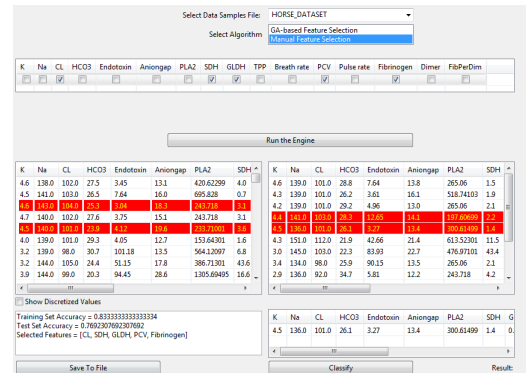 Select Data Samples File: HORSE_DATASET
Select Algorithm GA-based Feature Selection
Manual Feature Selection
K Na CL HCO3 Endotoxin Aniongap PLA2 SDH GLDH TPP Breath rate PCV Pulse rate Fibrinogen Dimer FibPerDim
Run the Engine
K Na CL HCO3 Endotoxin Aniongap PLA2 SDH
4.6 138.0 102.0 27.5 3.45 13.1 420.62299 4.0
4.5 141.0 103.0 26.5 7.64 16.0 695.828 0.7
4.6 143.0 104.0 25.3 3.04 18.3 243.718 3.1
4.2 140.0 102.0 27.6 3.75 15.1 243.718 3.1
4.5 140.0 101.0 23.9 4.12 19.6 233.71001 3.6
4.0 139.0 101.0 29.3 4.05 12.7 153.64301 1.6
3.2 139.0 98.0 30.7 101.18 13.5 564.12097 6.8
3.2 144.0 105.0 24.4 51.15 17.8 386.71301 43.6
3.9 144.0 99.0 20.3 94.45 28.6 1305.69495 16.6
K Na CL HCO3 Endotoxin Aniongap PLA2 SDH
4.6 139.0 101.0 28.8 7.64 13.8 265.06 1.5
4.3 139.0 101.0 26.2 3.61 16.1 518.74103 1.9
4.2 139.0 101.0 29.2 4.96 13.0 265.06 2.1
4.4 141.0 103.0 28.3 12.65 14.1 197.60699 2.2
4.5 136.0 101.0 26.1 3.27 13.4 300.61499 1.4
4.3 151.0 112.0 21.9 42.66 21.4 613.52301 11.5
3.0 145.0 103.0 22.3 83.93 22.7 476.97101 43.4
3.4 134.0 98.0 25.9 90.15 13.5 265.06 2.1
2.9 136.0 92.0 34.7 5.81 12.2 243.718 4.2
Show Discretized Values
Training Set Accuracy = 0.8333333333333334
Test Set Accuracy = 0.7692307692307692
Selected Features = [CL, SDH, GLDH, PCV, Fibrinogen]
K Na CL HCO3 Endotoxin Aniongap PLA2 SDH G
4.5 136.0 101.0 26.1 3.27 13.4 300.61499 1.4 0.
Save To File
Classify
Result: